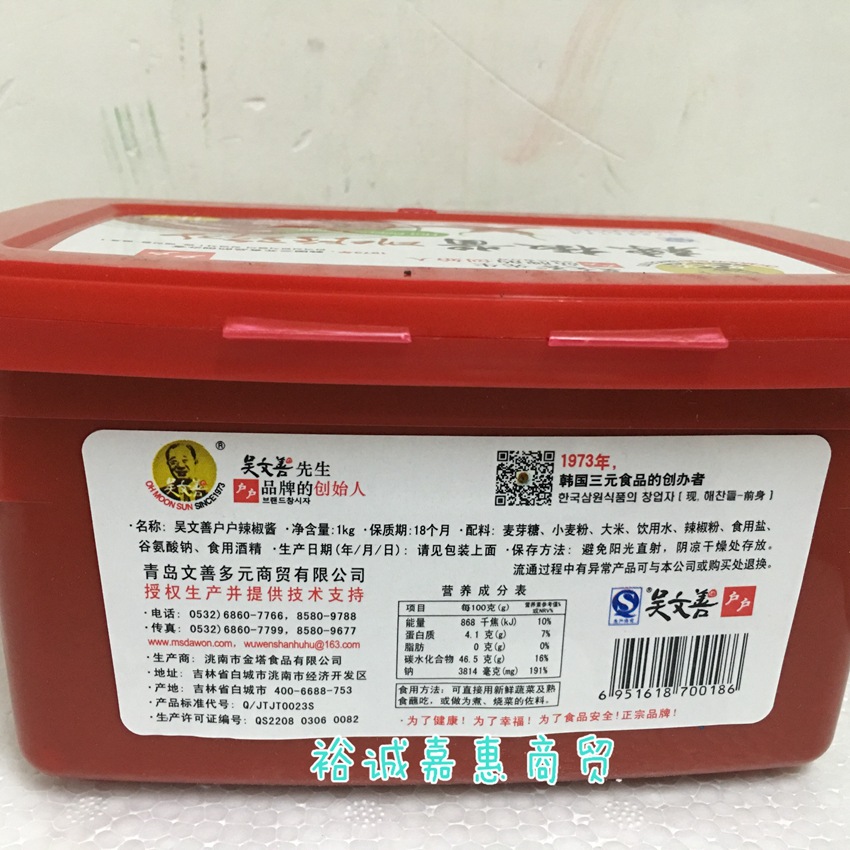 辣椒酱
1973年
OH MOON SUN SINCE1973
®
吴文善先生
户户品牌的创始人
브랜드창시자
1973年,
韩国三元食品的创办者
한국삼원식품의 창업자 [ 现. 해찬들-前身 ]
·名称: 吴文善户户辣椒酱 ·净含量:1kg ·保质期:18个月 ·配料: 麦芽糖、小麦粉、大米、饮用水、辣椒粉、食用盐、
谷氨酸钠、食用酒精 ·生产日期(年/月/日): 请见包装上面 ·保存方法: 避免阳光直射, 阴凉干燥处存放。
流通过程中有异常产品可与本公司或购买处退换。
青岛文善多元商贸有限公司
授权生产并提供技术支持
·电话: (0532)6860-7766, 8580-9788
·传真: (0532)6860-7799, 8580-9677
www.msdawon.com, wuwenshanhuhu@163.com
·生产商: 洮南市金塔食品有限公司
·地址: 吉林省白城市洮南市经济开发区
·产地: 吉林省白城市 400-6688-753
·产品标准代号: Q/JTJT0023S
·生产许可证编号: QS2208 0306 0082
营养成分表
项目 每100克(g) 营养素参考值% 或NRV%
能量 868 千焦(kJ) 10%
蛋白质 4.1 克(g) 7%
脂肪 0 克(g) 0%
碳水化合物 46.5 克(g) 16%
钠 3814 毫克(mg) 191%
食用方法: 可直接用新鲜蔬菜及熟
食蘸吃, 或做为煮、烧菜的佐料。
吴文善 户户
6 951618 700186
·为了健康! 为了幸福! 为了食品安全!正宗品牌!
裕诚嘉惠商贸